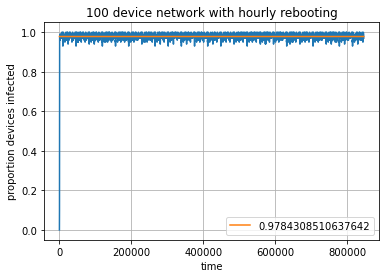 100 device network with hourly rebooting
proportion devices infected
1.0
0.8
0.6
0.4
0.2
0.0
0.9784308510637642
0 200000 400000 600000 800000
time